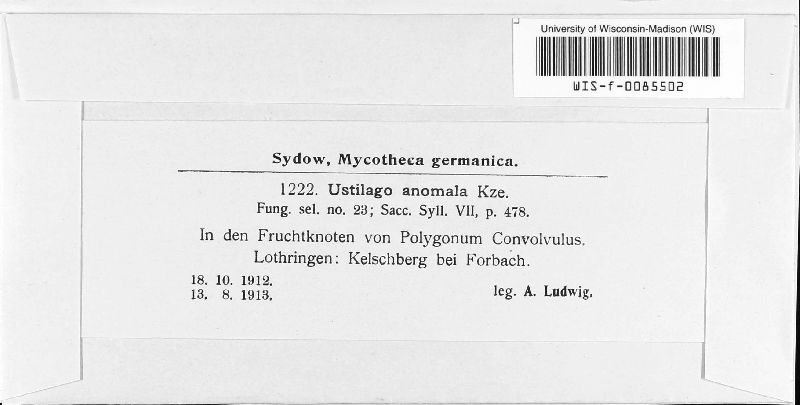 University of Wisconsin-Madison (WIS)
WIS-f-0085502
Sydow, Mycotheca germanica.
1222. Ustilago anomala Kze.
Fung. sel. no. 23; Sacc. Syll. VII, p. 478.
In den Fruchtknoten von Polygonum Convolvulus.
Lothringen: Kelschberg bei Forbach.
18. 10. 1912.
13. 8. 1913.
leg. A. Ludwig.